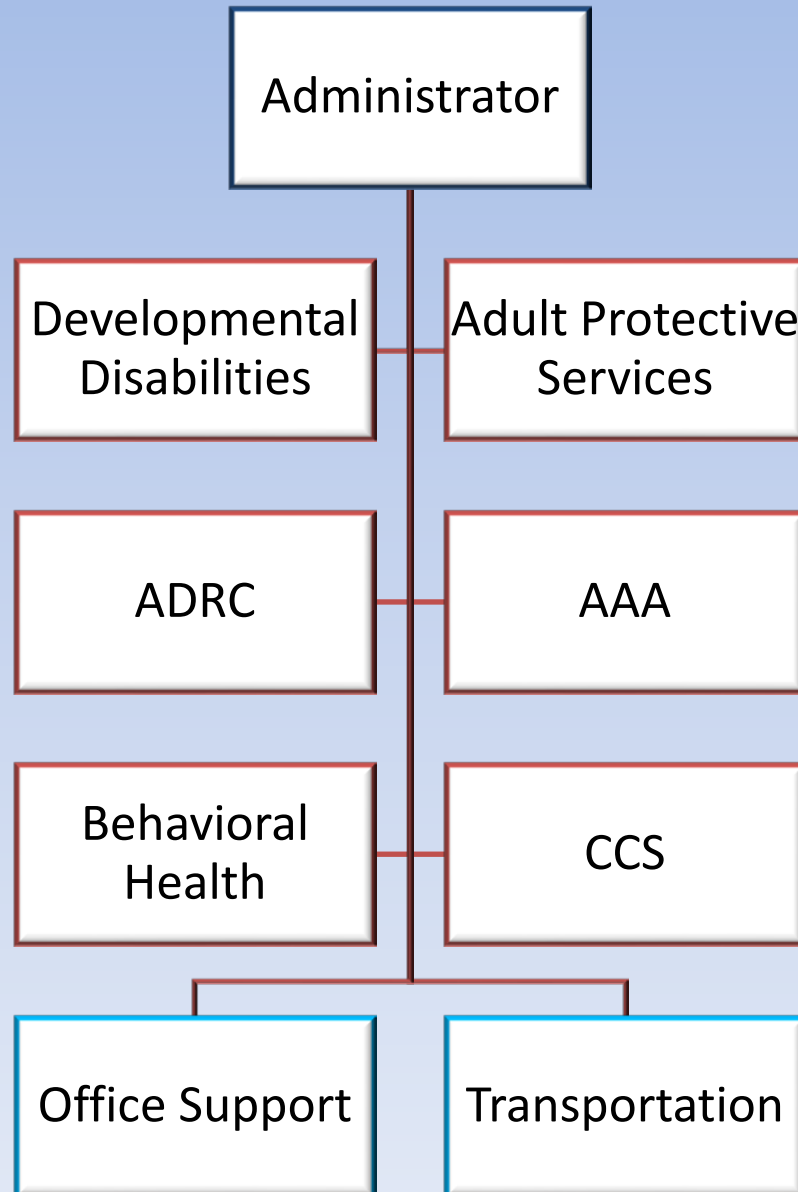 Administrator
Developmental
Disabilities
Adult Protective
Services
ADRC
AAA
Behavioral
Health
CCS
Office Support
Transportation